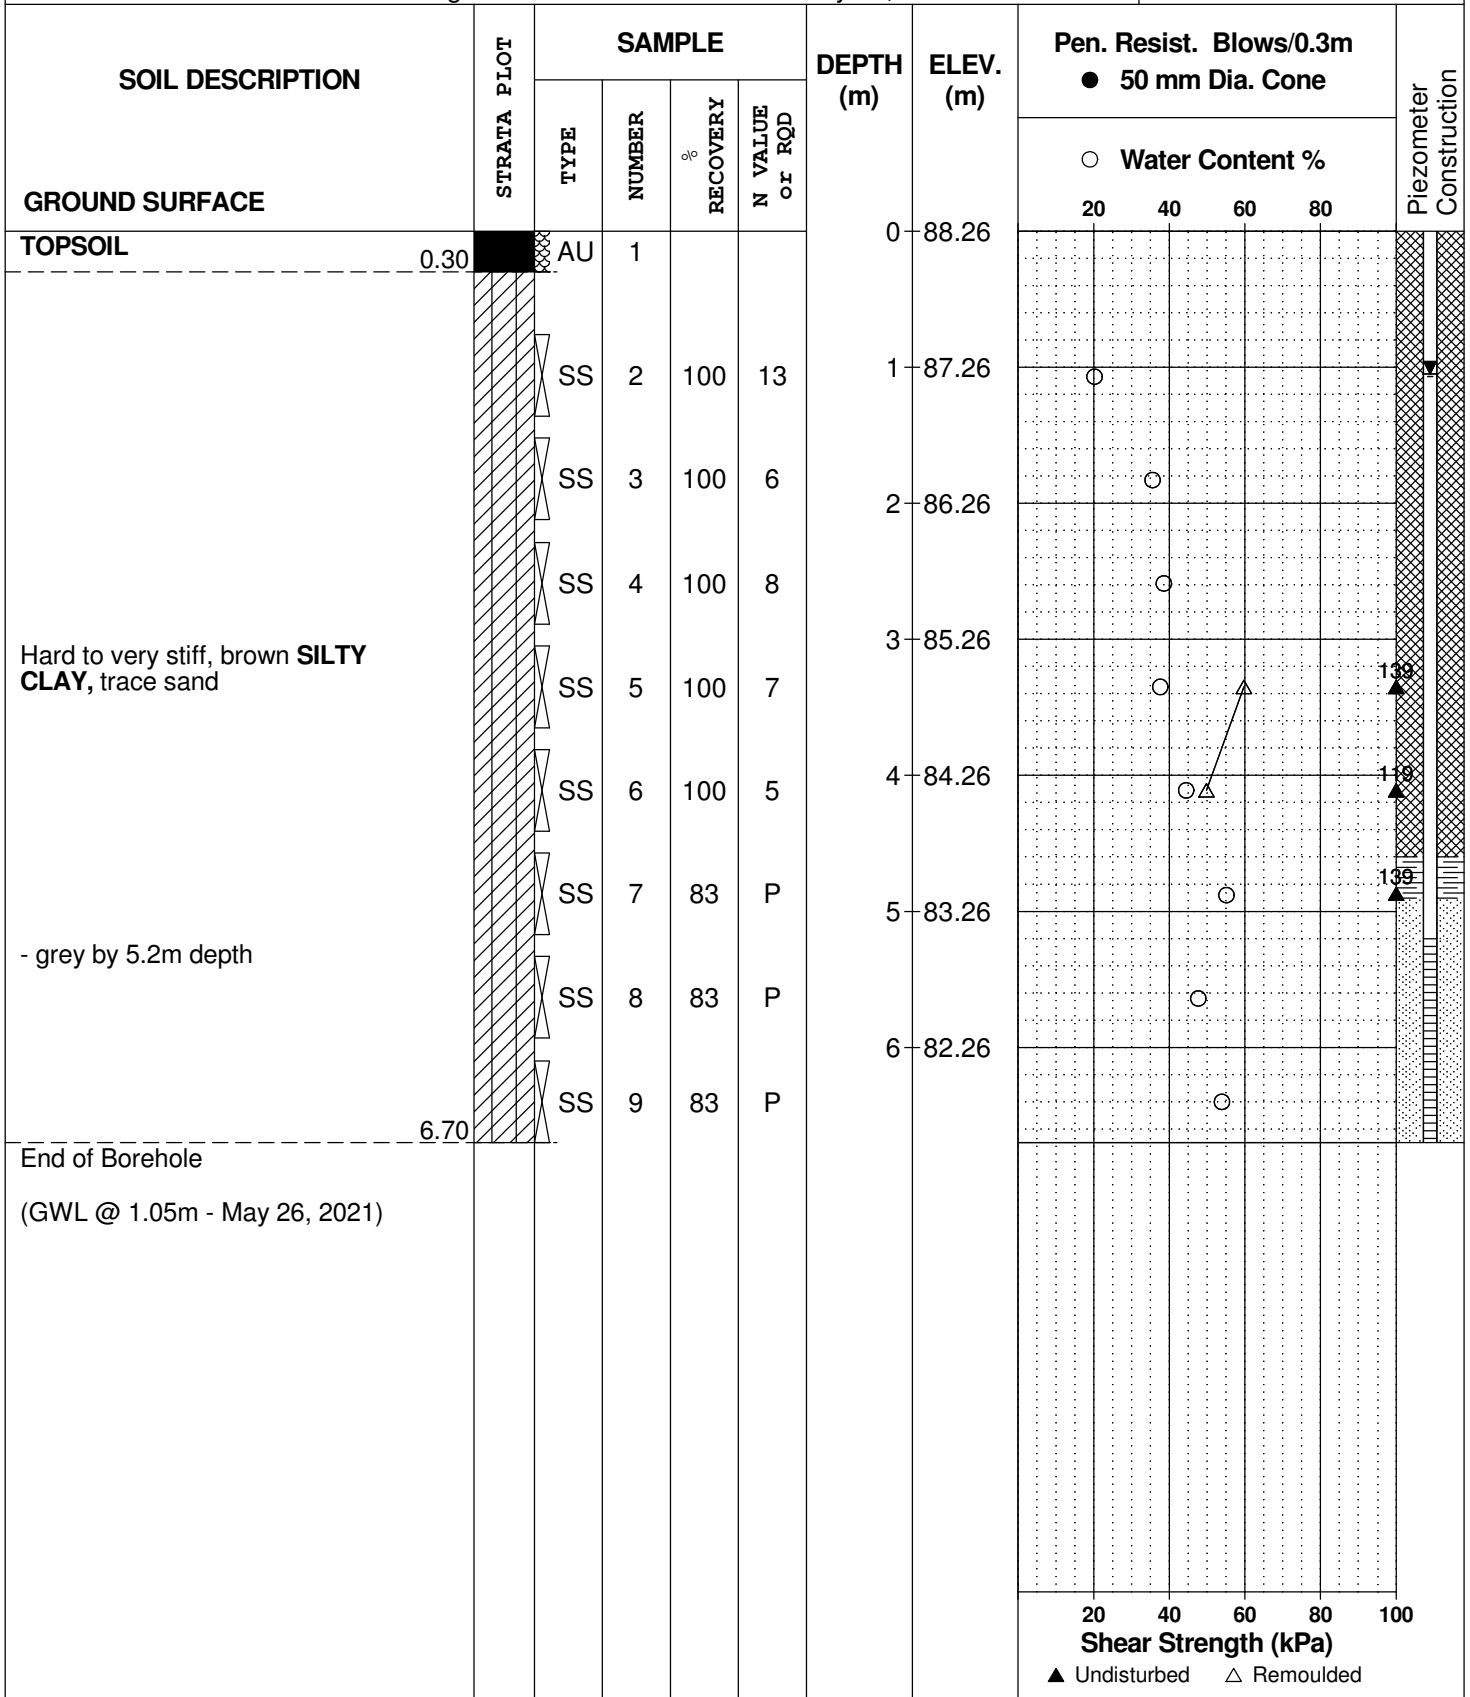 SOIL DESCRIPTION
GROUND SURFACE
STRATA PLOT
SAMPLE
TYPE
NUMBER
% RECOVERY
N VALUE or RQD
DEPTH (m)
ELEV. (m)
Pen. Resist. Blows/0.3m
● 50 mm Dia. Cone
○ Water Content %
20 40 60 80
Piezometer Construction
TOPSOIL
0.30
AU 1
0 88.26
SS 2 100 13
1 87.26
SS 3 100 6
2 86.26
SS 4 100 8
3 85.26
Hard to very stiff, brown SILTY
CLAY, trace sand
SS 5 100 7
139
4 84.26
SS 6 100 5
119
SS 7 83 P
139
5 83.26
- grey by 5.2m depth
SS 8 83 P
6 82.26
SS 9 83 P
6.70
End of Borehole
(GWL @ 1.05m - May 26, 2021)
20 40 60 80 100
Shear Strength (kPa)
▲ Undisturbed △ Remoulded